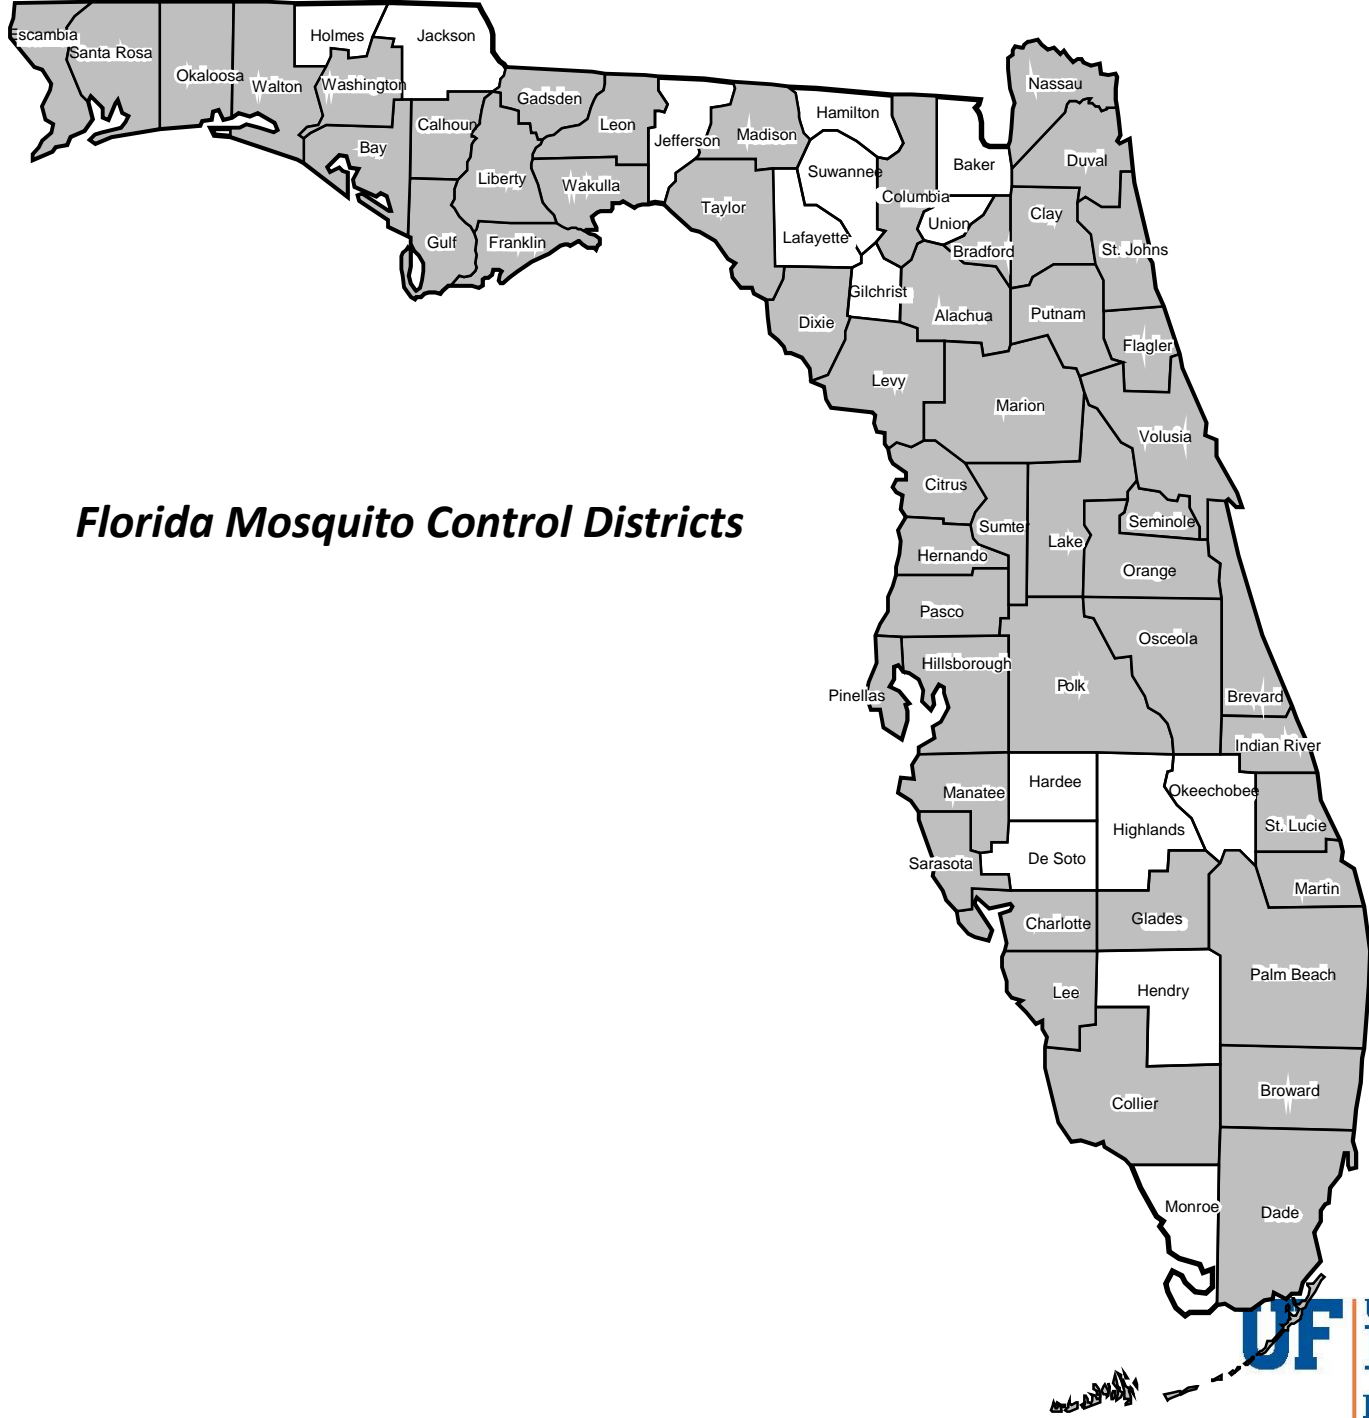 Escambia
Santa Rosa
Okaloosa
Walton
Holmes
Washington
Jackson
Bay
Calhoun
Gulf
Liberty
Gadsden
Franklin
Leon
Wakulla
Jefferson
Madison
Taylor
Hamilton
Suwannee
Lafayette
Columbia
Baker
Union
Bradford
Nassau
Duval
Clay
St. Johns
Gilchrist
Dixie
Alachua
Putnam
Flagler
Levy
Marion
Volusia
Citrus
Sumter
Lake
Seminole
Hernando
Orange
Pasco
Osceola
Hillsborough
Polk
Pinellas
Brevard
Indian River
Manatee
Hardee
Okeechobee
Highlands
St. Lucie
Sarasota
De Soto
Martin
Charlotte
Glades
Lee
Hendry
Palm Beach
Collier
Broward
Monroe
Dade
Florida Mosquito Control Districts
UF